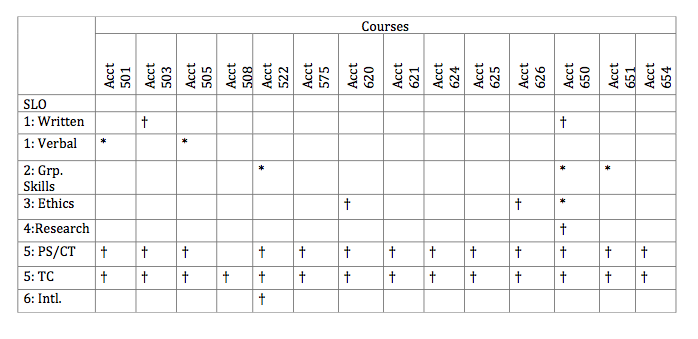 Courses
Acct 501 Acct 503 Acct 505 Acct 508 Acct 522 Acct 575 Acct 620 Acct 621 Acct 624 Acct 625 Acct 626 Acct 650 Acct 651 Acct 654
SLO
1: Written † †
1: Verbal * *
2: Grp. * * *
Skills
3: Ethics † † *
4:Research †
5: PS/CT † † † † † † † † † † † † †
5: TC † † † † † † † † † † † † † †
6: Intl. †